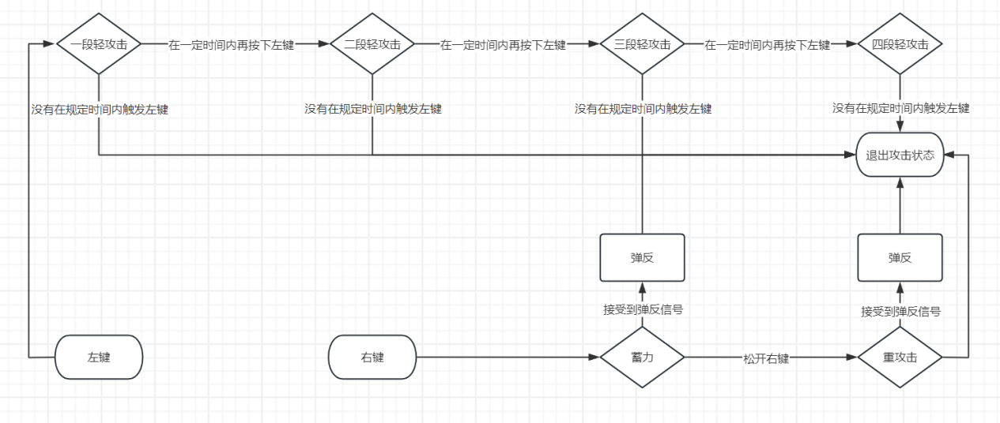 一段轻攻击
在一定时间内再按下左键
二段轻攻击
在一定时间内再按下左键
三段轻攻击
在一定时间内再按下左键
四段轻攻击
没有在规定时间内触发左键
没有在规定时间内触发左键
没有在规定时间内触发左键
没有在规定时间内触发左键
退出攻击状态
弹反
弹反
接受到弹反信号
接受到弹反信号
左键
右键
蓄力
松开右键
重攻击